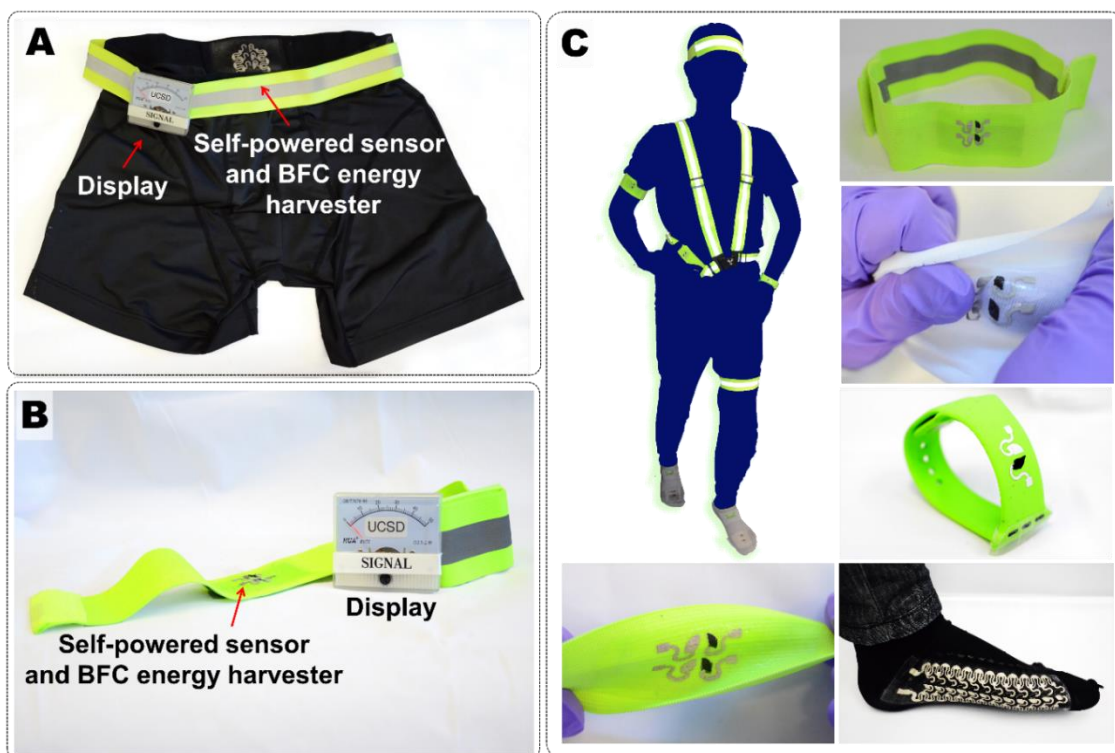 A
UCSD
SIGNAL
Display
Self-powered sensor
and BFC energy
harvester
B
UCSD
SIGNAL
Display
Self-powered sensor
and BFC energy harvester
C